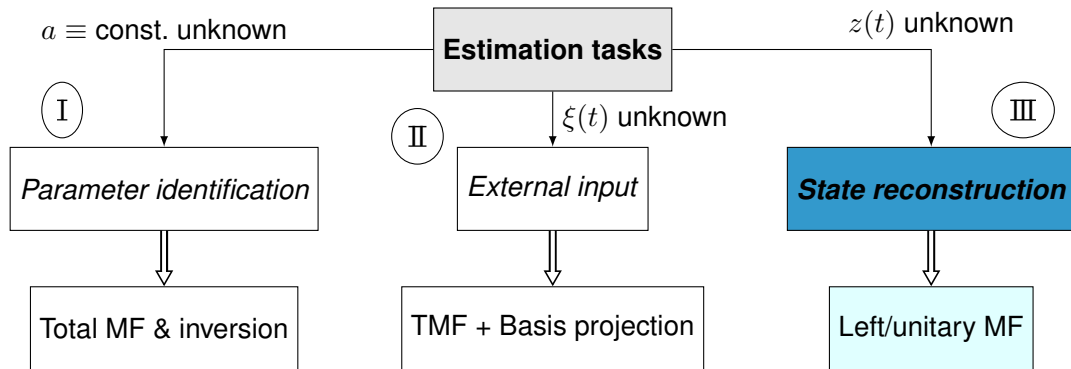 a ≡ const. unknown
Estimation tasks
z(t) unknown
I
ξ(t) unknown
II
III
Parameter identification
External input
State reconstruction
Total MF & inversion
TMF + Basis projection
Left/unitary MF